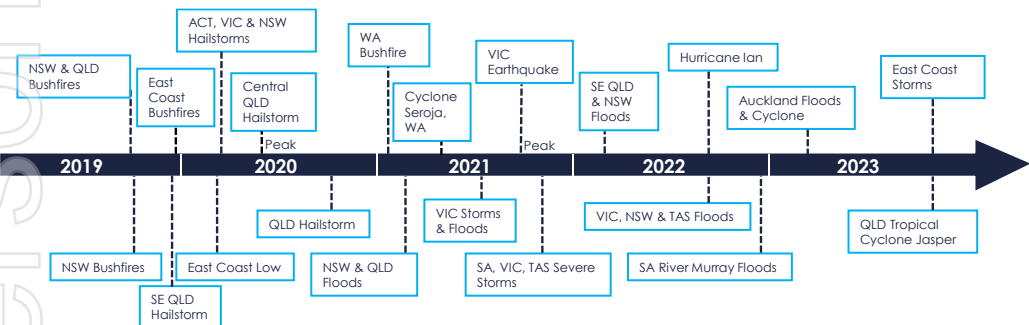 ACT, VIC & NSW
Hailstorms
WA
Bushfire
VIC
Earthquake
Hurricane Ian
NSW & QLD
Bushfires
East
Coast
Bushfires
Central
QLD
Hailstorm
Cyclone
Seroja,
WA
SE QLD
& NSW
Floods
Auckland Floods
& Cyclone
East Coast
Storms
Peak
Peak
2019
2020
2021
2022
2023
QLD Hailstorm
VIC Storms
& Floods
VIC, NSW & TAS Floods
QLD Tropical
Cyclone Jasper
NSW Bushfires
East Coast Low
NSW & QLD
Floods
SA, VIC, TAS Severe
Storms
SA River Murray Floods
SE QLD
Hailstorm